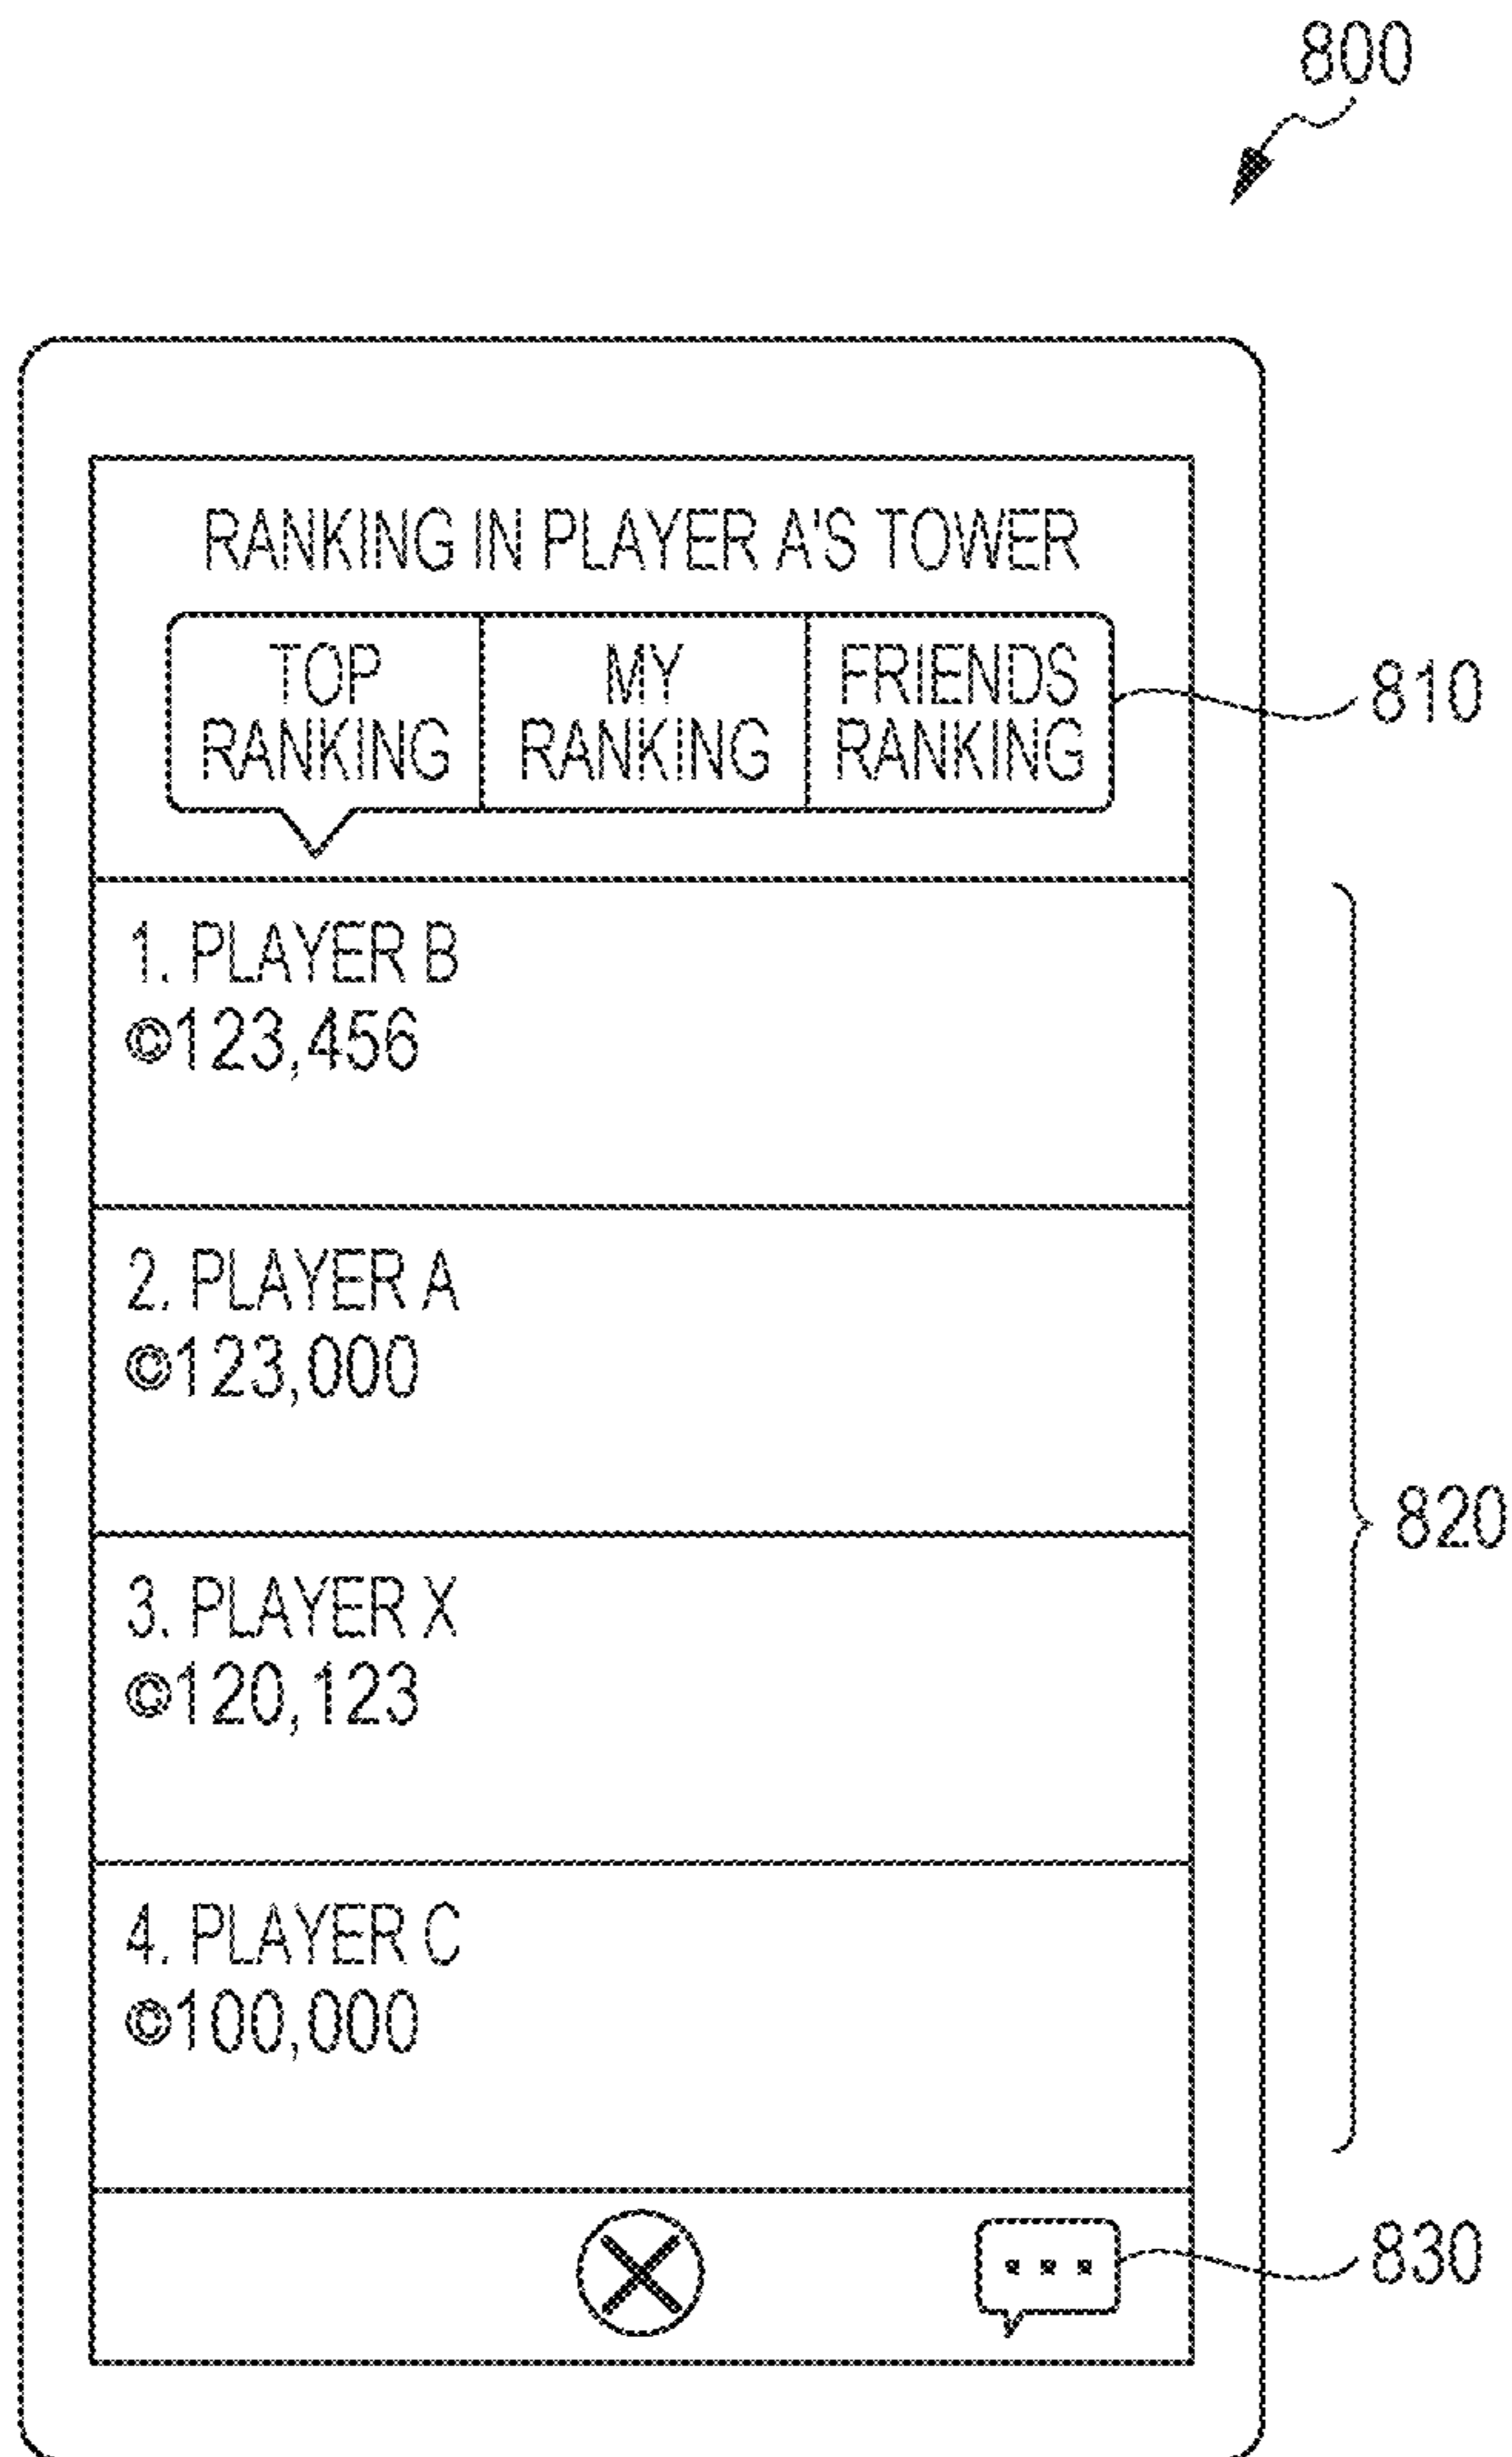 800
RANKING IN PLAYER A'S TOWER
TOP RANKING
MY RANKING
FRIENDS RANKING
810
1. PLAYER B
©123,456
2. PLAYER A
©123,000
820
3. PLAYER X
©120,123
4. PLAYER C
©100,000
830